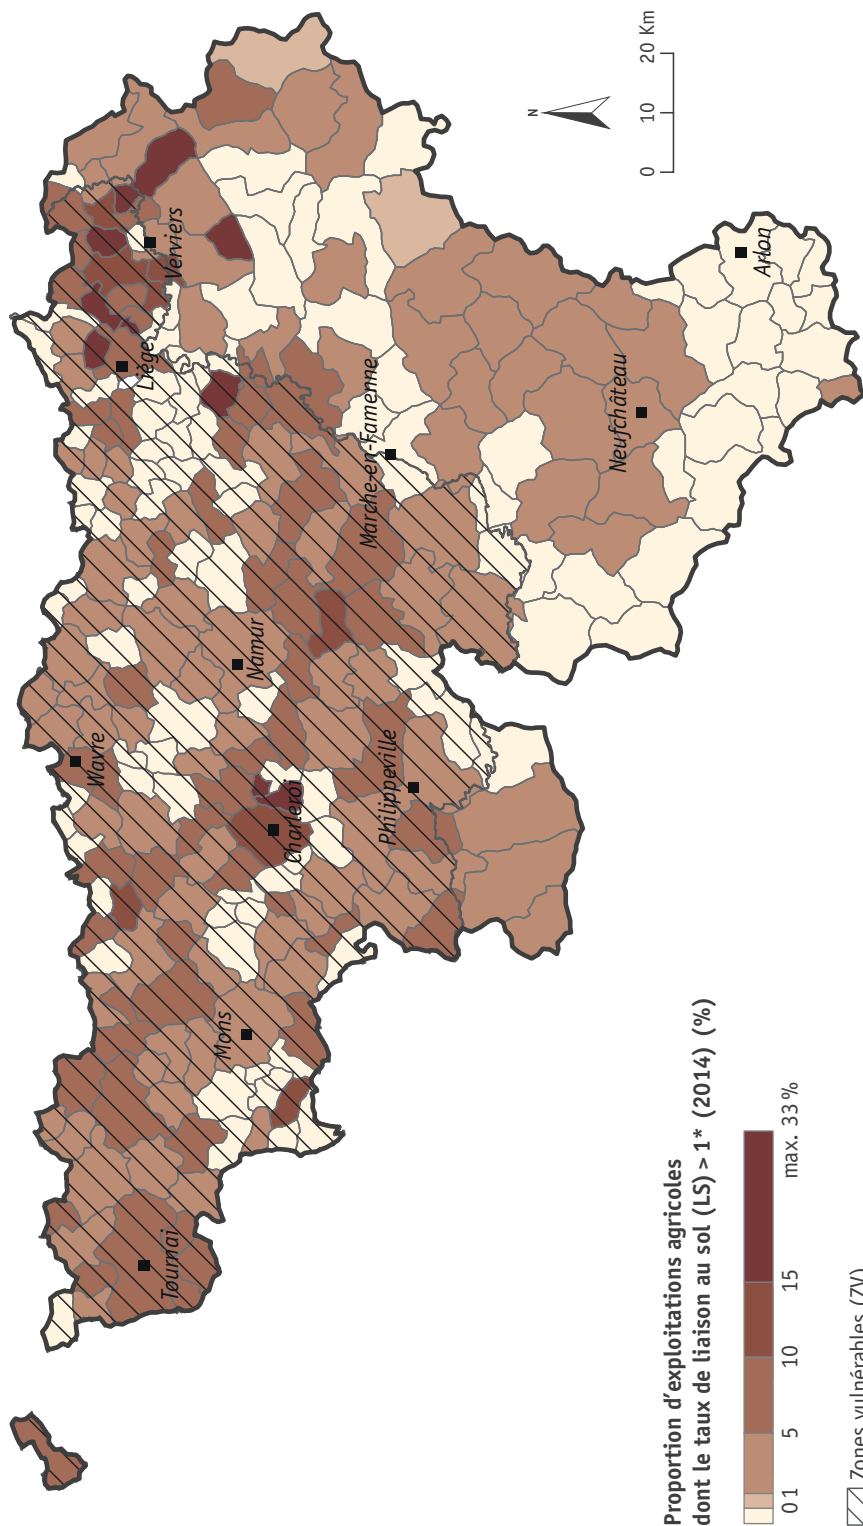 Proportion d'exploitations agricoles
dont le taux de liaison au sol (LS) > 1* (2014) (%)
0 1 5 10 15 max. 33 %
Zones vulnérables (ZV)
Tournai
Mons
Wavre
Charleroi
Namur
Philippeville
Liège
Verviers
Marche-en-Famenne
Neufchâteau
Arlon
N
0 10 20 Km